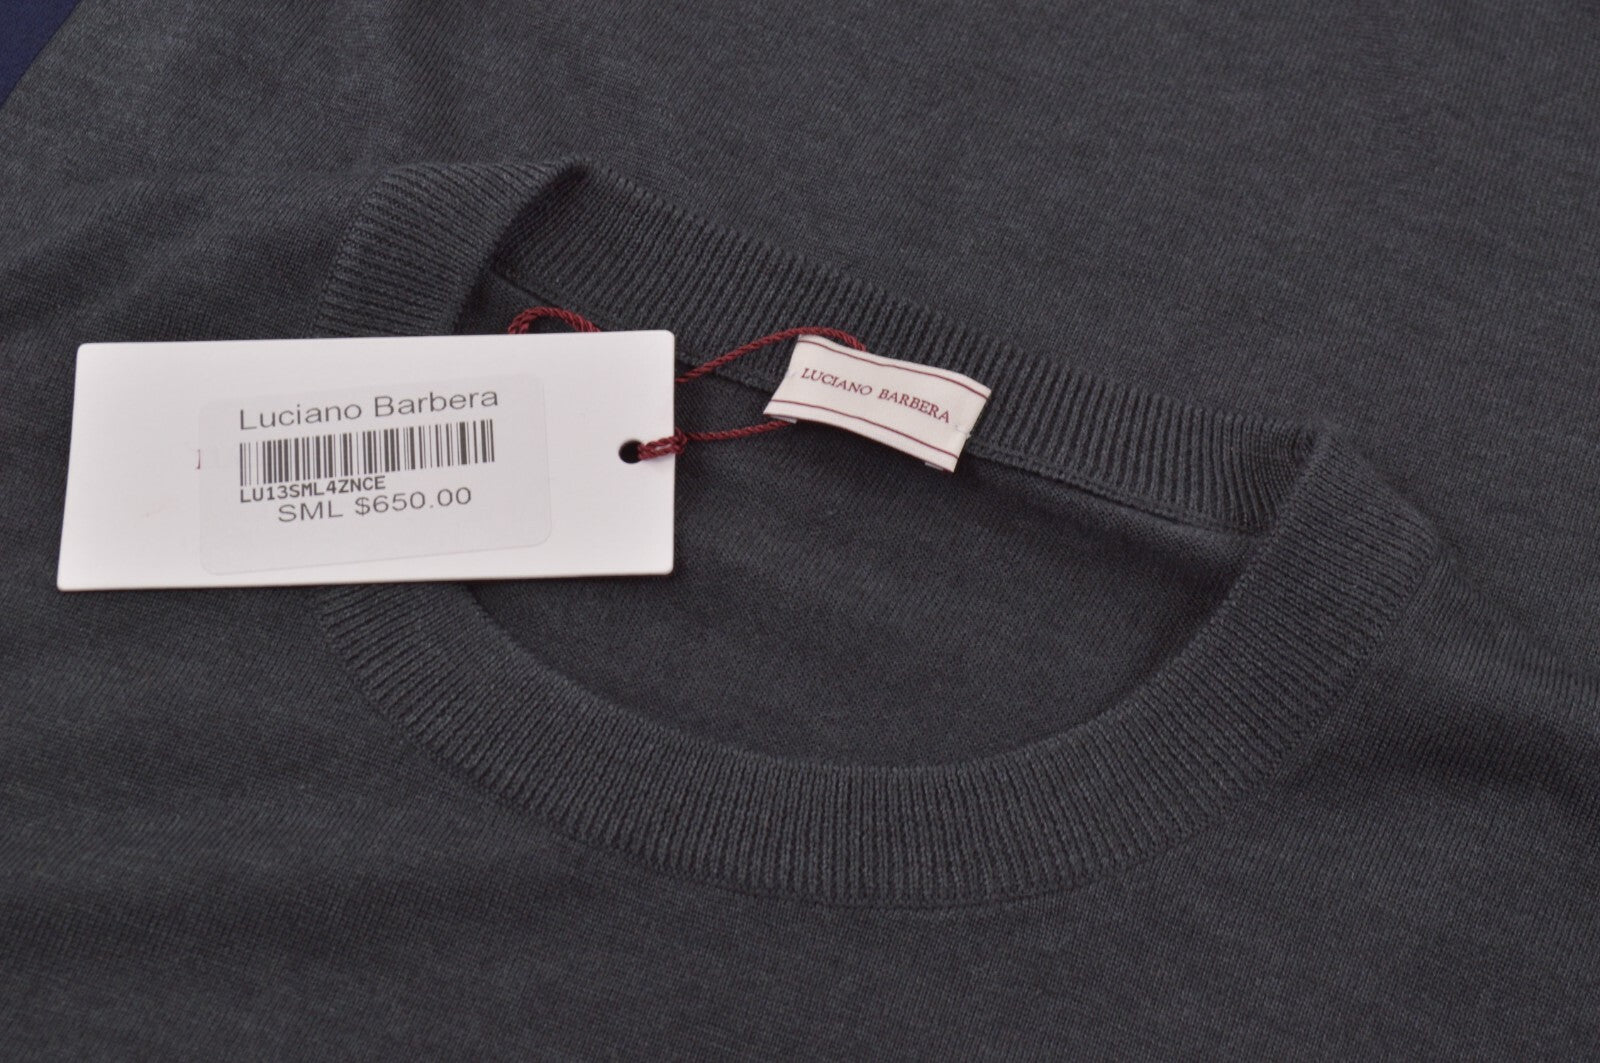 Luciano Barbera
LU13SML4ZNCE
SML $650.00
LUCIANO BARBERA